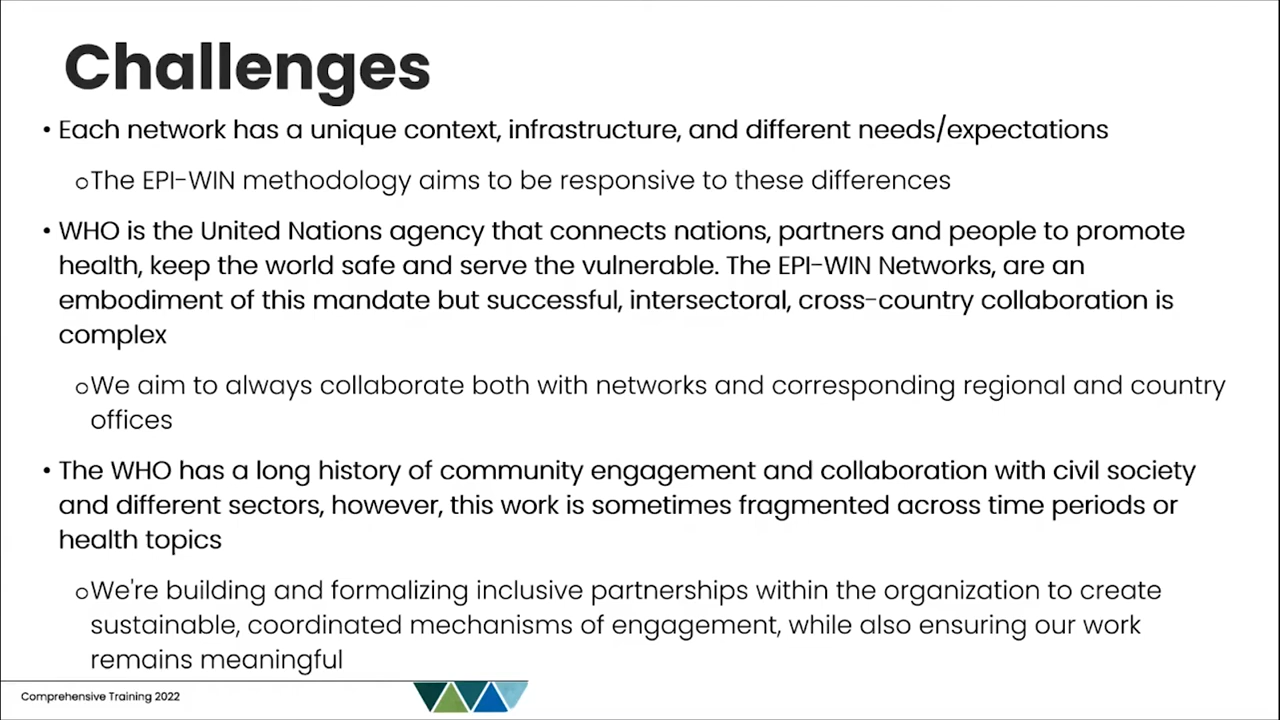 Challenges
• Each network has a unique context, infrastructure, and different needs/expectations
oThe EPI-WIN methodology aims to be responsive to these differences
• WHO is the United Nations agency that connects nations, partners and people to promote
health, keep the world safe and serve the vulnerable. The EPI-WIN Networks, are an
embodiment of this mandate but successful, intersectoral, cross-country collaboration is
complex
oWe aim to always collaborate both with networks and corresponding regional and country
offices
• The WHO has a long history of community engagement and collaboration with civil society
and different sectors, however, this work is sometimes fragmented across time periods or
health topics
oWe're building and formalizing inclusive partnerships within the organization to create
sustainable, coordinated mechanisms of engagement, while also ensuring our work
remains meaningful
Comprehensive Training 2022